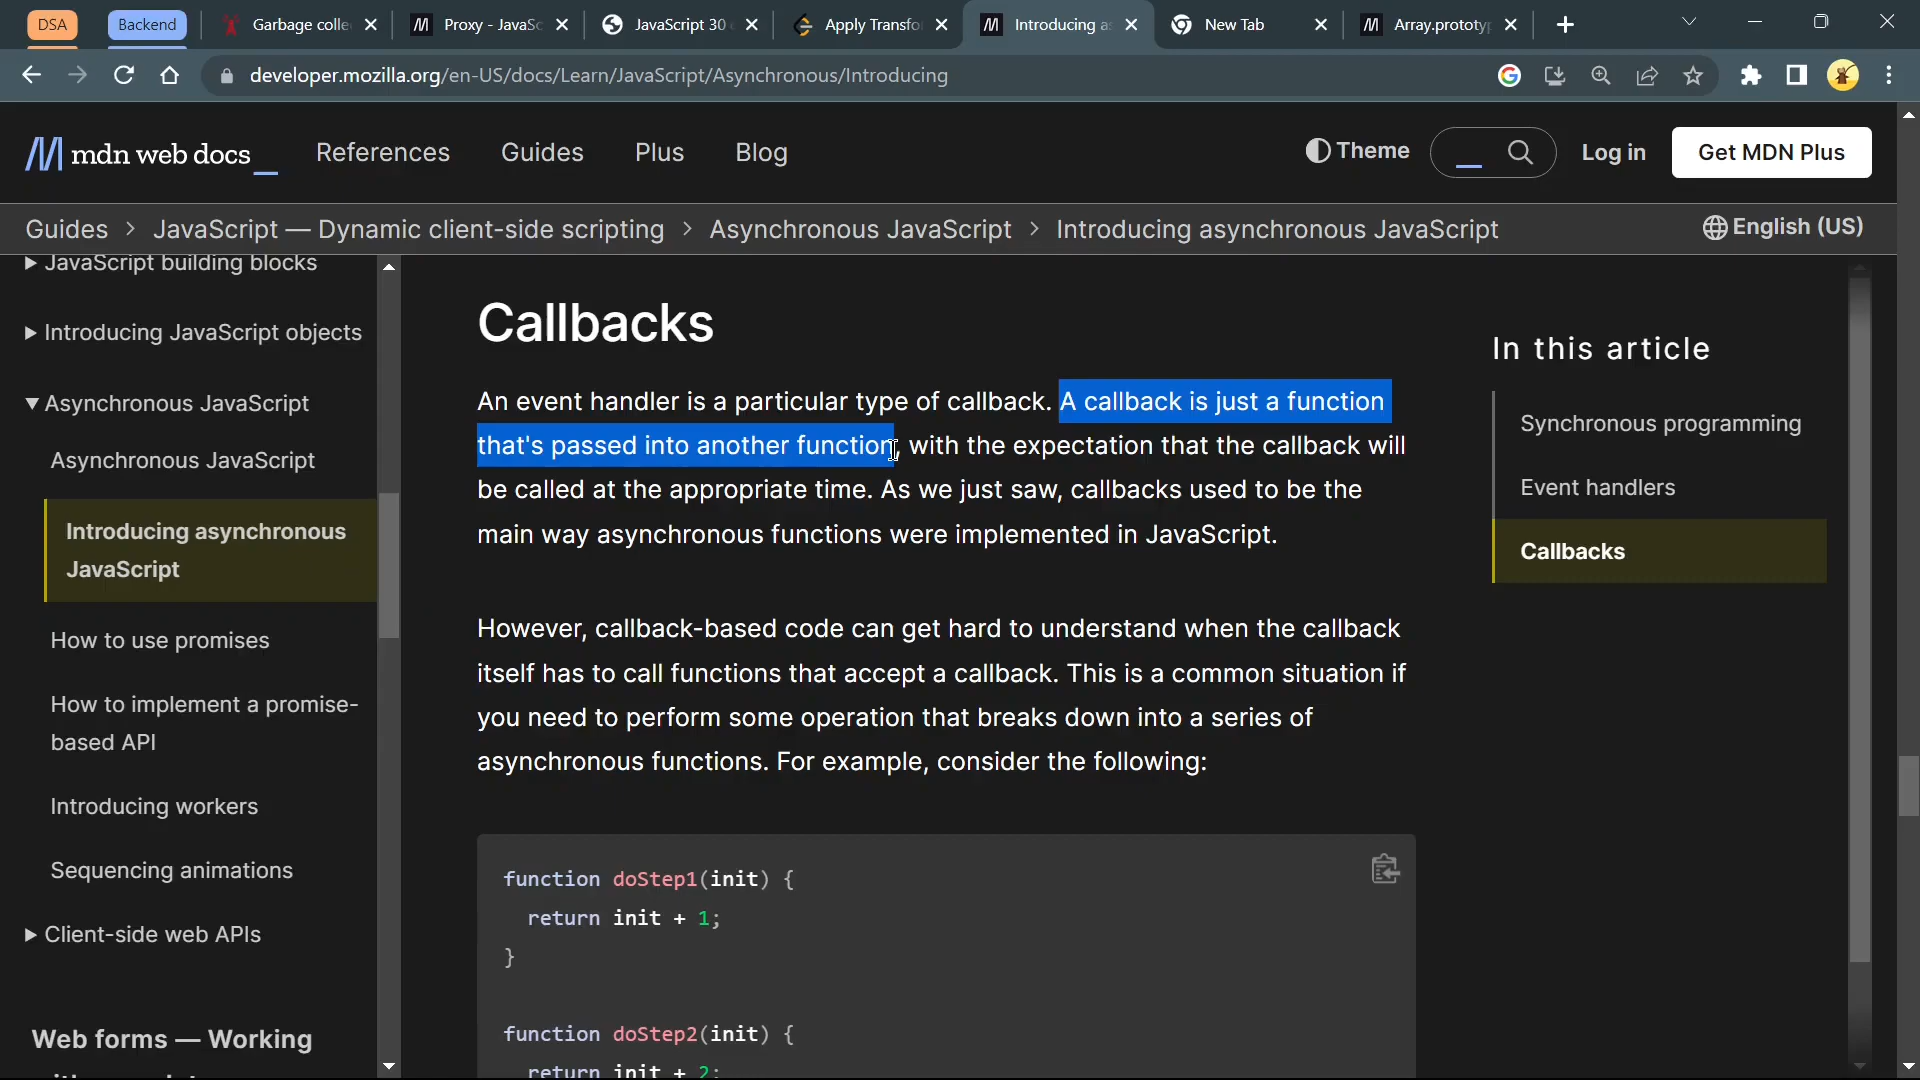 DSA
Backend
Garbage colle
Proxy - JavaSc
JavaScript 30
Apply Transfo
Introducing as
New Tab
Array.prototyp
developer.mozilla.org/en-US/docs/Learn/JavaScript/Asynchronous/Introducing
mdn web docs
References
Guides
Plus
Blog
Theme
Log in
Get MDN Plus
Guides > JavaScript — Dynamic client-side scripting > Asynchronous JavaScript > Introducing asynchronous JavaScript
English (US)
JavaScript building blocks
Introducing JavaScript objects
Asynchronous JavaScript
Asynchronous JavaScript
Introducing asynchronous
JavaScript
How to use promises
How to implement a promise-
based API
Introducing workers
Sequencing animations
Client-side web APIs
Web forms — Working
Callbacks
An event handler is a particular type of callback. A callback is just a function
that's passed into another function, with the expectation that the callback will
be called at the appropriate time. As we just saw, callbacks used to be the
main way asynchronous functions were implemented in JavaScript.
However, callback-based code can get hard to understand when the callback
itself has to call functions that accept a callback. This is a common situation if
you need to perform some operation that breaks down into a series of
asynchronous functions. For example, consider the following:
function doStep1(init) {
return init + 1;
}
function doStep2(init) {
return init + 2;
In this article
Synchronous programming
Event handlers
Callbacks